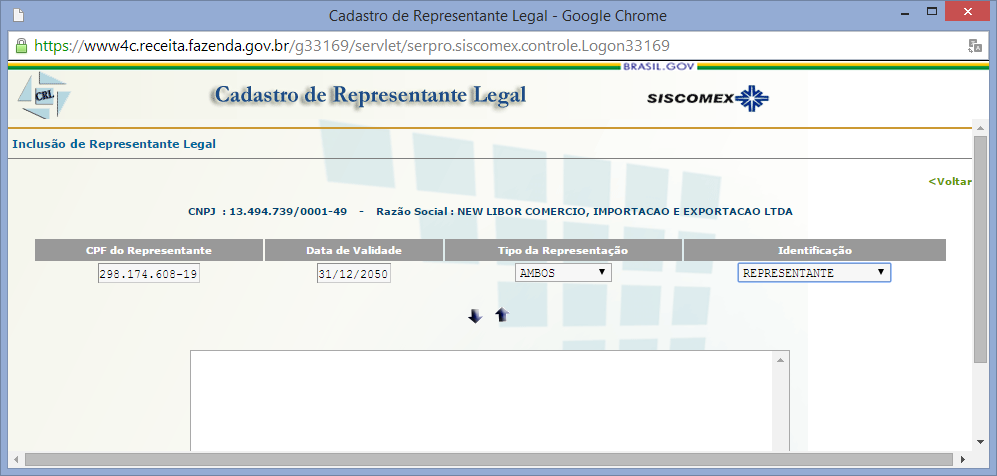 Cadastro de Representante Legal - Google Chrome
https://www4c.receita.fazenda.gov.br/g33169/servlet/serpro.siscomex.controle.Logon33169
BRASIL.GOV
CRL
Cadastro de Representante Legal
SISCOMEX
Inclusão de Representante Legal
<Voltar
CNPJ : 13.494.739/0001-49 - Razão Social : NEW LIBOR COMERCIO, IMPORTACAO E EXPORTACAO LTDA
CPF do Representante Data de Validade Tipo da Representação Identificação
298.174.608-19 31/12/2050 AMBOS REPRESENTANTE